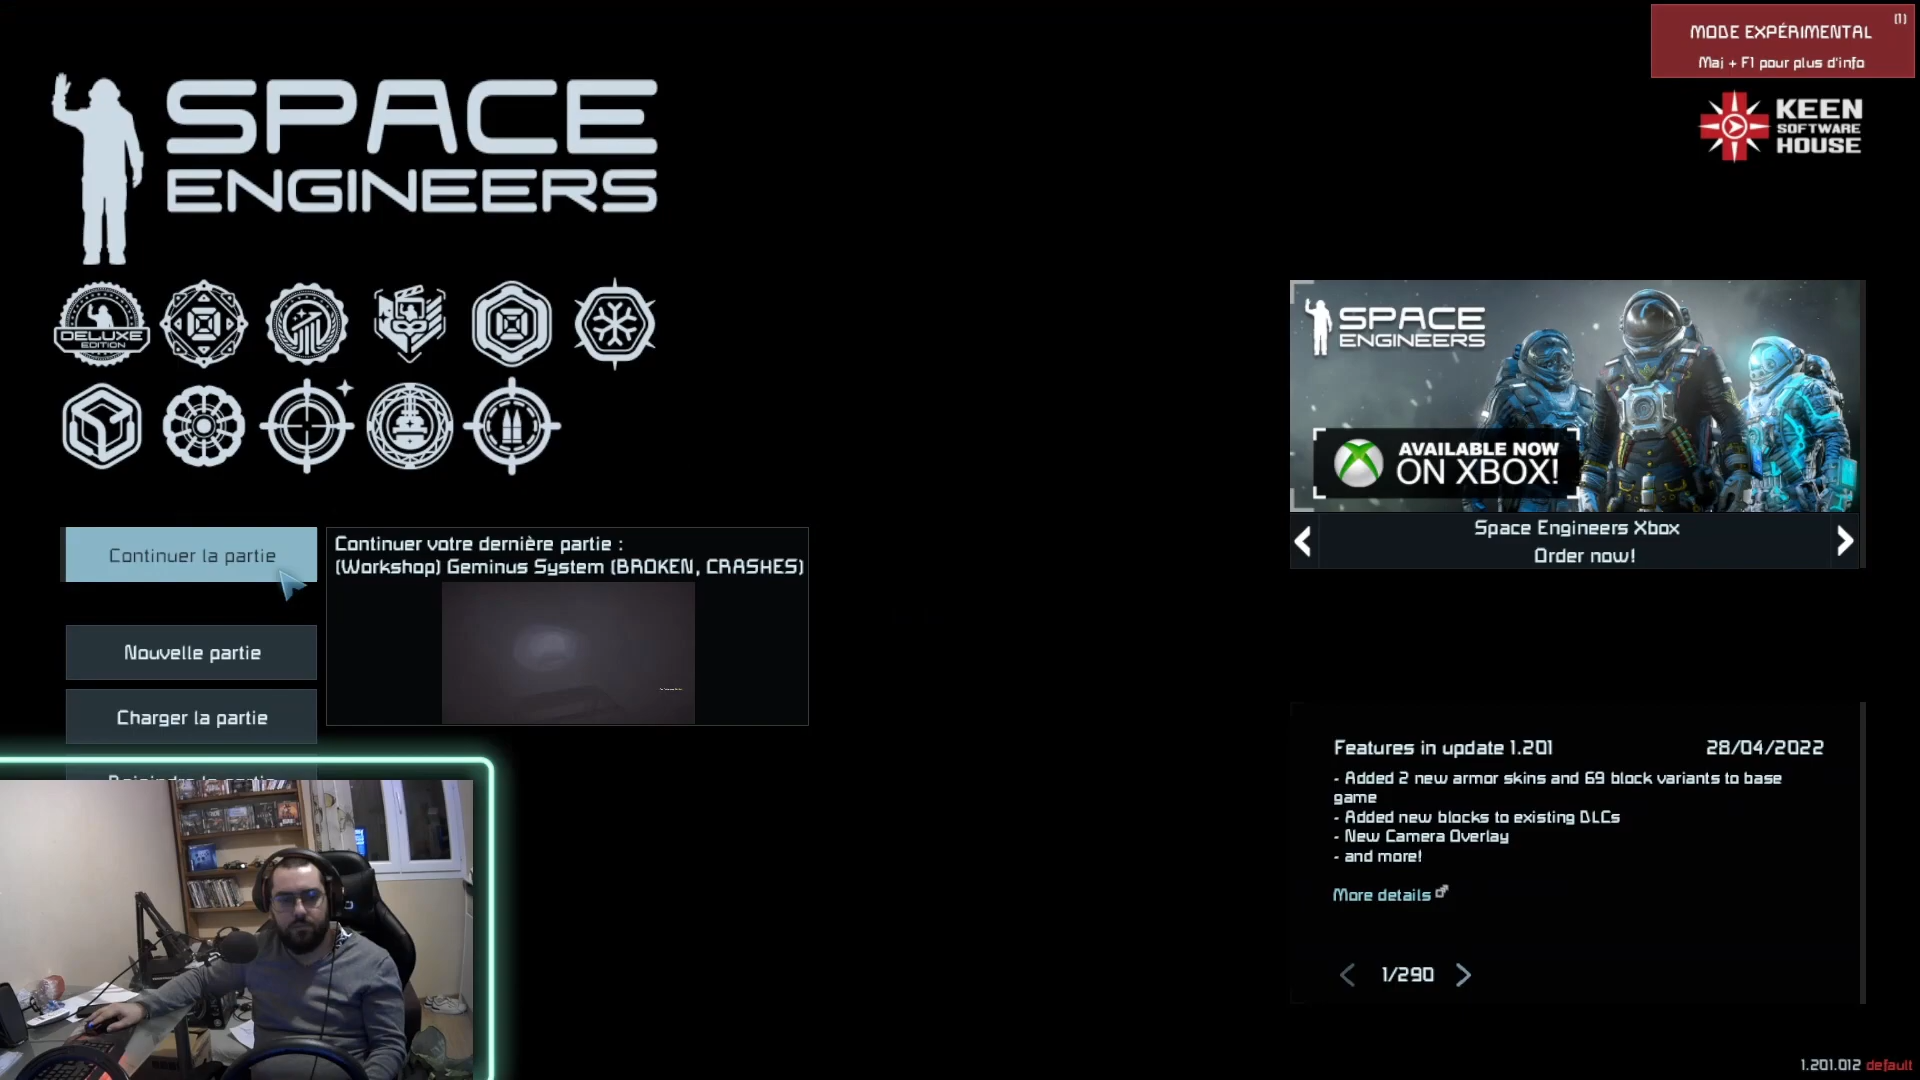 MODE EXPÉRIMENTAL
(1)
Maj + F1 pour plus d'info
SPACE
ENGINEERS
KEEN
SOFTWARE
HOUSE
DELUXE
EDITION
SPACE
ENGINEERS
AVAILABLE NOW
ON XBOX!
Space Engineers Xbox
Order now!
Continuer la partie
Continuer votre dernière partie :
(Workshop) Geminus System (BROKEN, CRASHES)
Nouvelle partie
Charger la partie
Features in update 1.201 28/04/2022
- Added 2 new armor skins and 69 block variants to base
game
- Added new blocks to existing DLCs
- New Camera Overlay
- and more!
More details
1/290
1.201.012 default